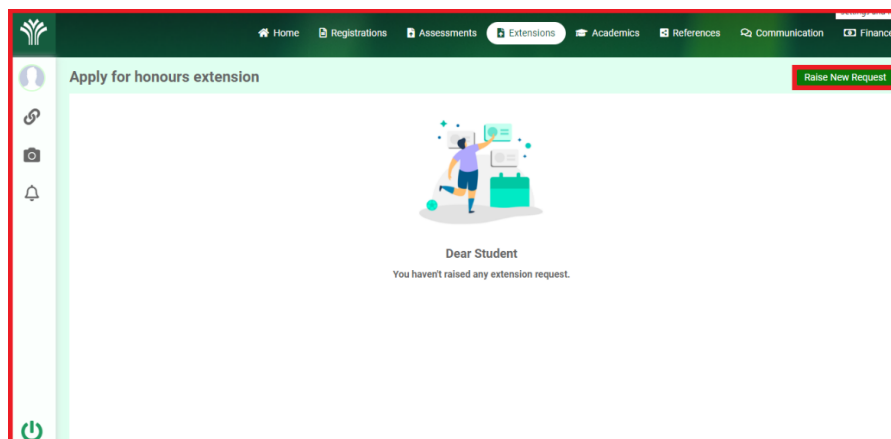 Home Registrations Assessments Extensions Academics References Communication Finance
Apply for honours extension
Raise New Request
Dear Student
You haven't raised any extension request.